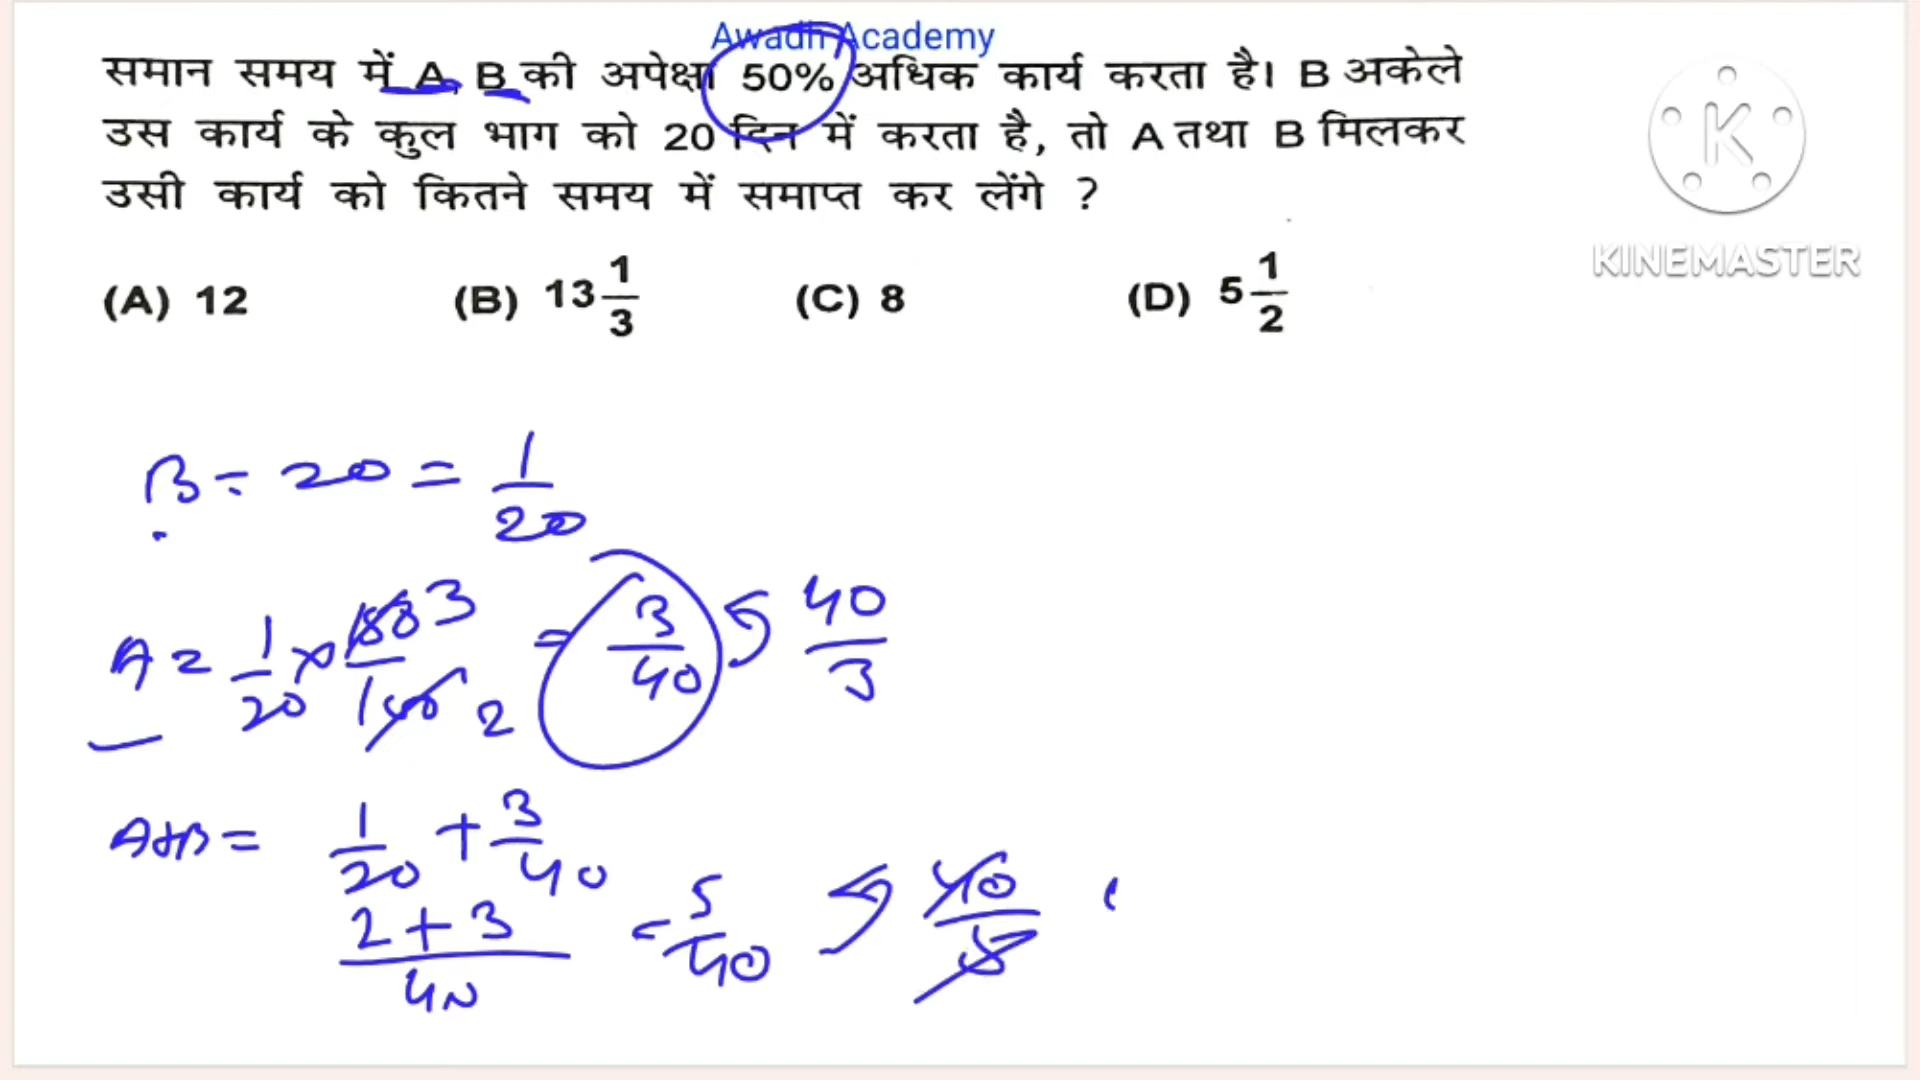 Awadh Academy
समान समय में A, B की अपेक्षा 50% अधिक कार्य करता है। B अकेले
उस कार्य के कुल भाग को 20 दिन में करता है, तो A तथा B मिलकर
उसी कार्य को कितने समय में समाप्त कर लेंगे ?
(A) 12 (B) 13 1/3 (C) 8 (D) 5 1/2
K
KINEMASTER
B = 20 = 1/20
A = 1/20 × 3/2 = 3/40 40/3
A+B = 1/20 + 3/40
2+3/40 = 5/40 40/5